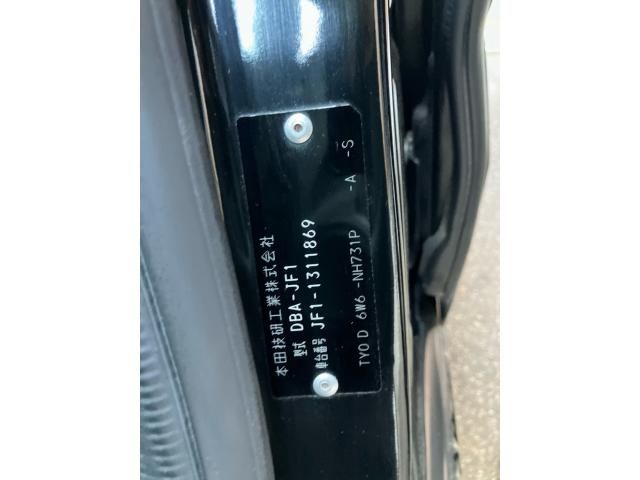 本田技研工業株式会社
型式 DBA-JF1
車台番号 JF1-1311869
TYO D 6W6 -NH731P -A -S